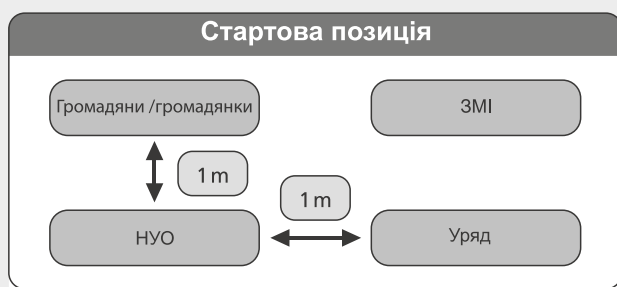 Стартова позиція
Громадяни /громадянки
ЗМІ
1 m
1 m
НУО
Уряд